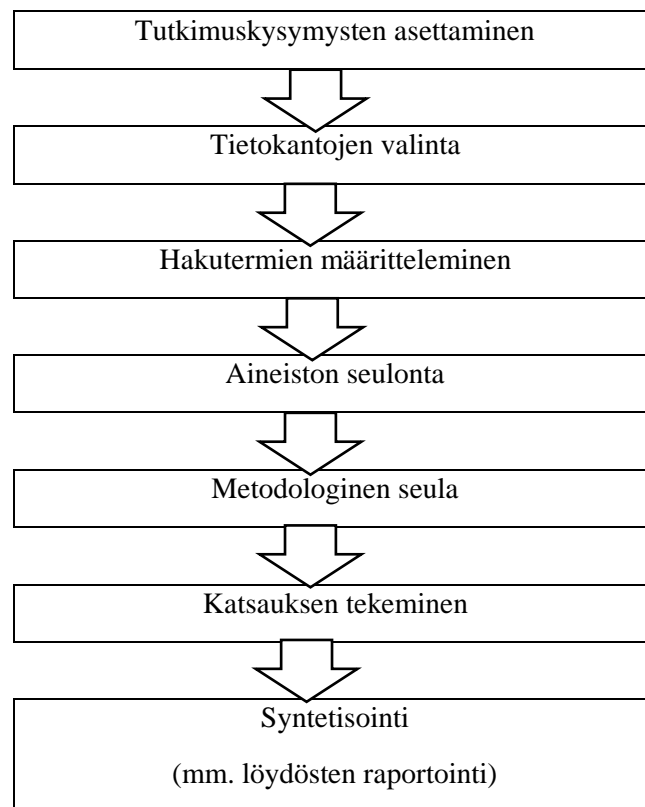 Tutkimuskysymysten asettaminen
Tietokantojen valinta
Hakutermien määritteleminen
Aineiston seulonta
Metodologinen seula
Katsauksen tekeminen
Syntetisointi
(mm. löydösten raportointi)